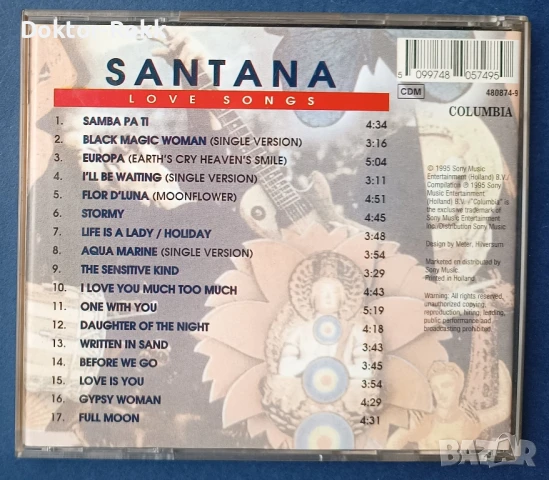 Doktor Rokk
SANTANA
LOVE SONGS
1. SAMBA PA TI 4:34
2. BLACK MAGIC WOMAN (SINGLE VERSION) 3:16
3. EUROPA (EARTH'S CRY HEAVEN'S SMILE) 5:04
4. I'LL BE WAITING (SINGLE VERSION) 3:11
5. FLOR D'LUNA (MOONFLOWER) 4:51
6. STORMY 4:45
7. LIFE IS A LADY / HOLIDAY 3:48
8. AQUA MARINE (SINGLE VERSION) 3:54
9. THE SENSITIVE KIND 3:29
10. I LOVE YOU MUCH TOO MUCH 4:43
11. ONE WITH YOU 5:19
12. DAUGHTER OF THE NIGHT 4:18
13. WRITTEN IN SAND 3:43
14. BEFORE WE GO 3:45
15. LOVE IS YOU 3:54
16. GYPSY WOMAN 4:29
17. FULL MOON 4:31
5 099748 057495
CDM 480874-9
COLUMBIA
℗ 1995 Sony Music
Entertainment (Holland) B.V./
Compilation ℗ 1995 Sony Music
Entertainment
(Holland) B.V./"Columbia" is
the exclusive trademark of
Sony Music Entertainment
Inc./Distribution Sony Music
Design by Meter, Hilversum
Marketed en distributed by
Sony Music.
Printed in Holland
Warning: All rights reserved,
unauthorized copying,
reproduction, hiring, lending,
public performance and
broadcasting prohibited
BAZAR